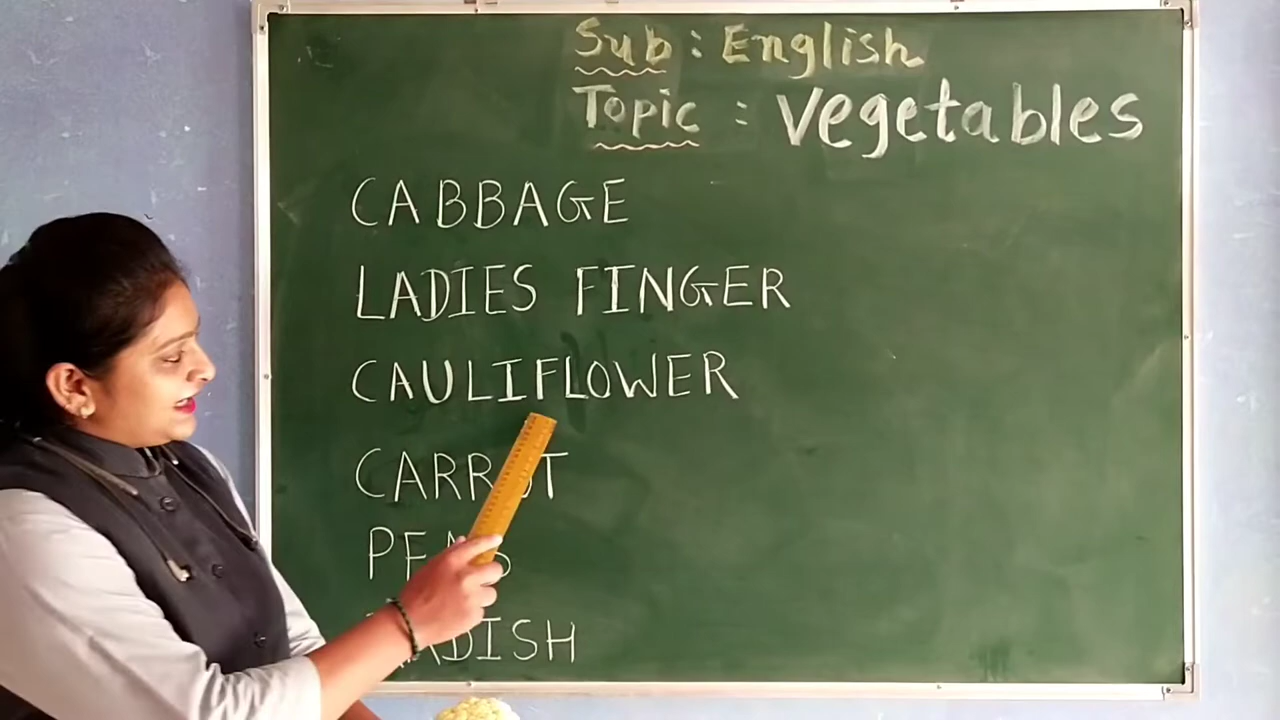 Sub : English
Topic : Vegetables
CABBAGE
LADIES FINGER
CAULIFLOWER
CARROT
PEAS
RADISH